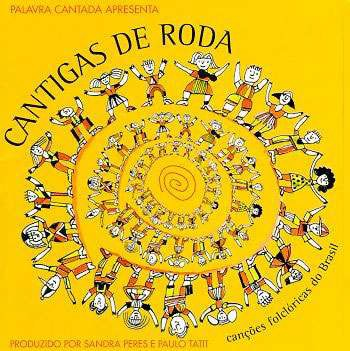 PALAVRA CANTADA APRESENTA
CANTIGAS DE RODA
canções folclóricas do Brasil
PRODUZIDO POR SANDRA PERES E PAULO TATIT